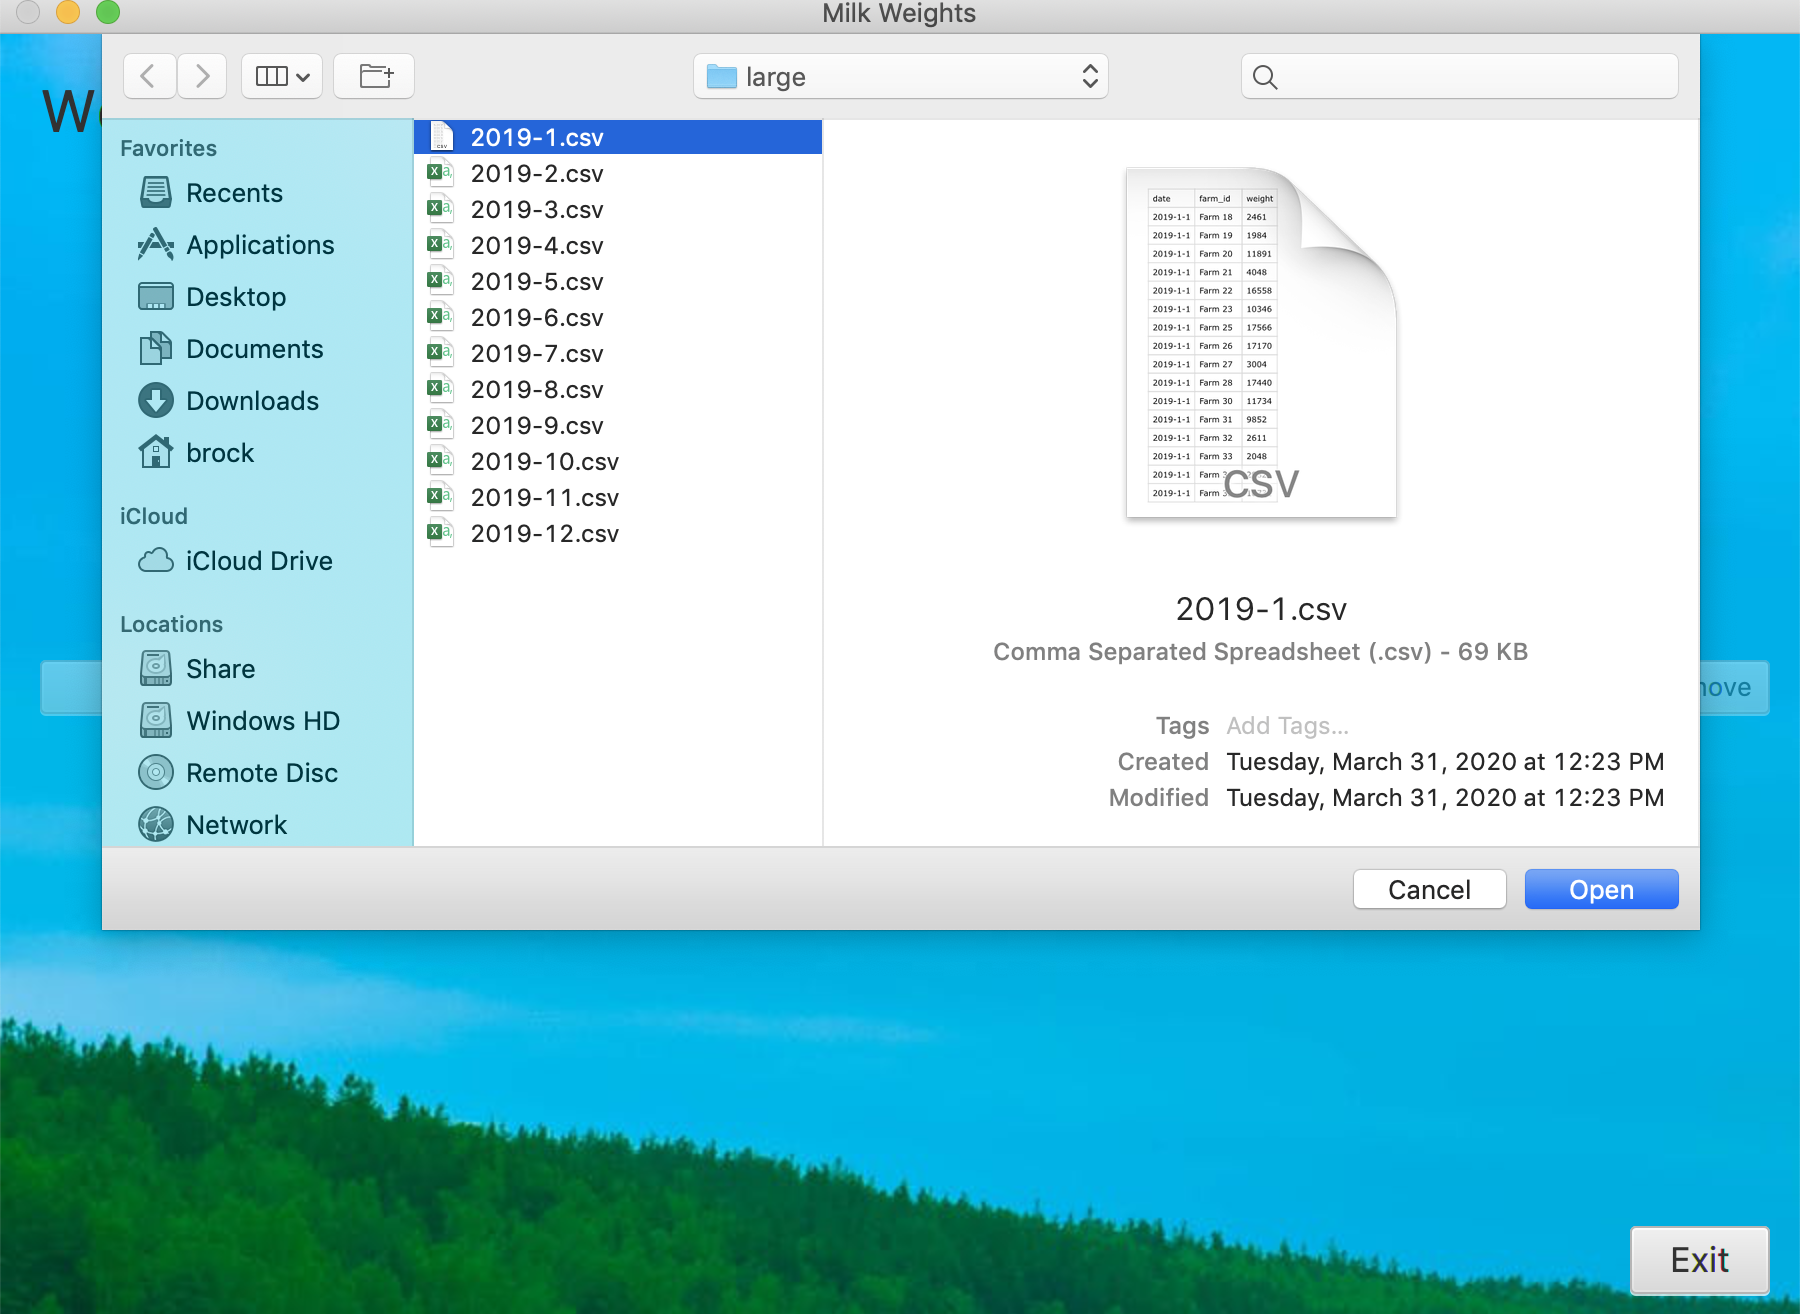 Milk Weights
large
Favorites
Recents
Applications
Desktop
Documents
Downloads
brock
iCloud
iCloud Drive
Locations
Share
Windows HD
Remote Disc
Network
2019-1.csv
2019-2.csv
2019-3.csv
2019-4.csv
2019-5.csv
2019-6.csv
2019-7.csv
2019-8.csv
2019-9.csv
2019-10.csv
2019-11.csv
2019-12.csv
date farm_id weight
2019-1-1 Farm 18 2461
2019-1-1 Farm 19 1984
2019-1-1 Farm 20 11891
2019-1-1 Farm 21 4048
2019-1-1 Farm 22 16558
2019-1-1 Farm 23 10346
2019-1-1 Farm 25 17566
2019-1-1 Farm 26 17170
2019-1-1 Farm 27 3004
2019-1-1 Farm 28 17440
2019-1-1 Farm 30 11734
2019-1-1 Farm 31 9852
2019-1-1 Farm 32 2611
2019-1-1 Farm 33 2048
2019-1-1 Farm
2019-1-1 Farm
CSV
2019-1.csv
Comma Separated Spreadsheet (.csv) - 69 KB
Tags Add Tags...
Created Tuesday, March 31, 2020 at 12:23 PM
Modified Tuesday, March 31, 2020 at 12:23 PM
Cancel
Open
Exit